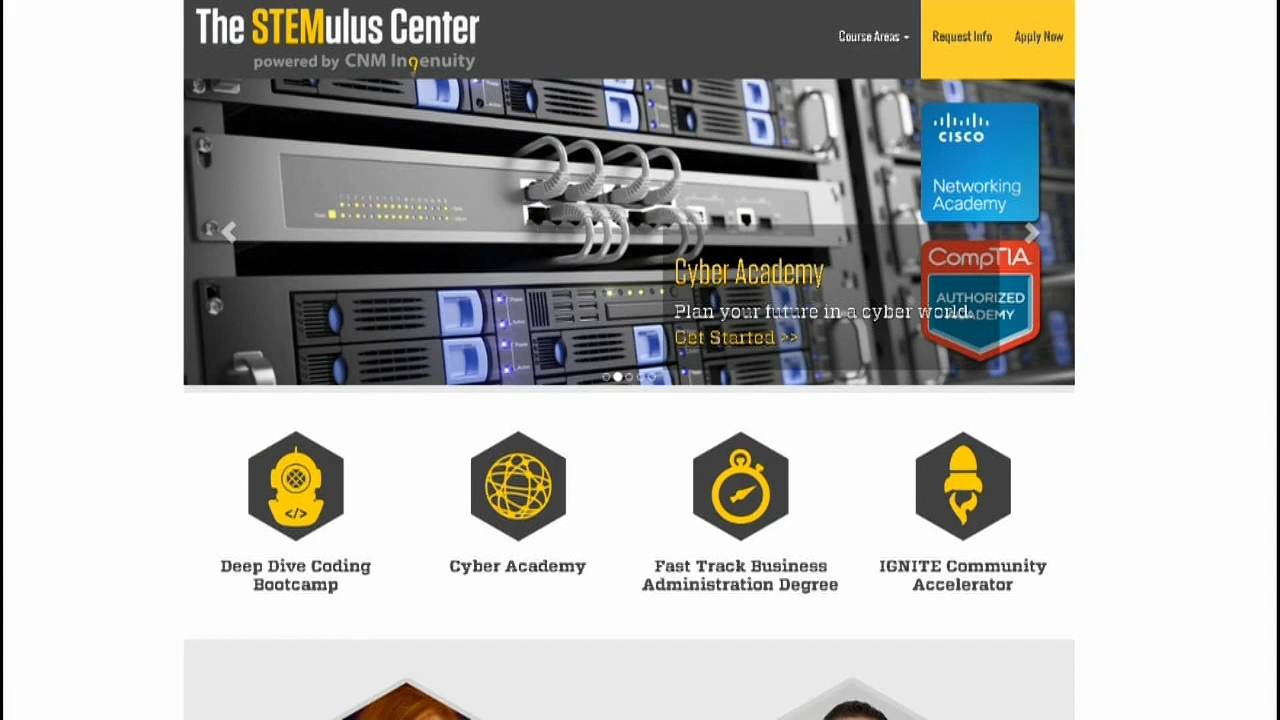 The STEMulus Center
powered by CNM Ingenuity
Course Areas
Request Info
Apply Now
CISCO
Networking
Academy
CompTIA
AUTHORIZED
ACADEMY
Cyber Academy
Plan your future in a cyber world.
Get Started >>
</>
Deep Dive Coding
Bootcamp
Cyber Academy
Fast Track Business
Administration Degree
IGNITE Community
Accelerator